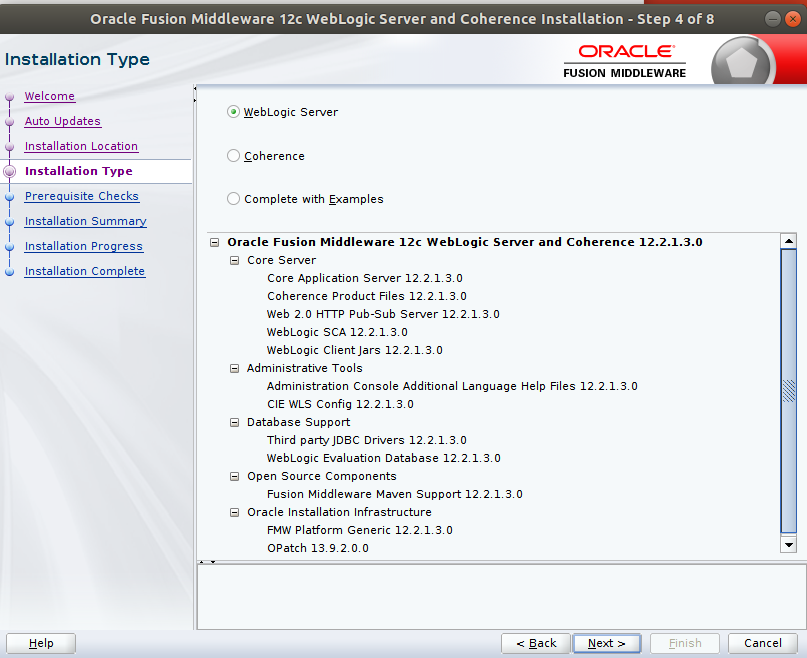 Oracle Fusion Middleware 12c WebLogic Server and Coherence Installation - Step 4 of 8
Installation Type
ORACLE
FUSION MIDDLEWARE
Welcome
Auto Updates
Installation Location
Installation Type
Prerequisite Checks
Installation Summary
Installation Progress
Installation Complete
WebLogic Server
Coherence
Complete with Examples
Oracle Fusion Middleware 12c WebLogic Server and Coherence 12.2.1.3.0
Core Server
Core Application Server 12.2.1.3.0
Coherence Product Files 12.2.1.3.0
Web 2.0 HTTP Pub-Sub Server 12.2.1.3.0
WebLogic SCA 12.2.1.3.0
WebLogic Client Jars 12.2.1.3.0
Administrative Tools
Administration Console Additional Language Help Files 12.2.1.3.0
CIE WLS Config 12.2.1.3.0
Database Support
Third party JDBC Drivers 12.2.1.3.0
WebLogic Evaluation Database 12.2.1.3.0
Open Source Components
Fusion Middleware Maven Support 12.2.1.3.0
Oracle Installation Infrastructure
FMW Platform Generic 12.2.1.3.0
OPatch 13.9.2.0.0
Help
< Back
Next >
Finish
Cancel